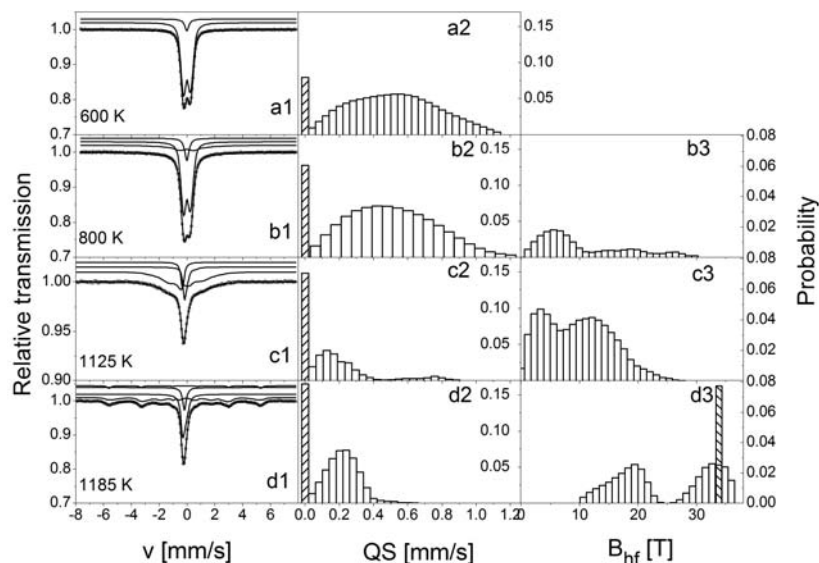 1.0 a2 0.15
0.9 0.10
0.8 0.05
600 K a1
0.7 0.08
1.0 b2 0.15 b3 0.06
0.9 0.10 0.04
0.8 0.05 0.02
800 K b1
0.7 0.08
1.00 c2 0.15 c3 0.06
0.10 0.04
0.95 0.05 0.02
1125 K c1
0.90 0.08
1.0 d2 0.15 d3 0.06
0.9 0.10 0.04
0.8 0.05 0.02
1185 K d1
0.7 0.00
-8 -6 -4 -2 0 2 4 6 0.0 0.2 0.4 0.6 0.8 1.0 1.2 10 20 30
v [mm/s] QS [mm/s] Bhf [T]
Relative transmission
Probability